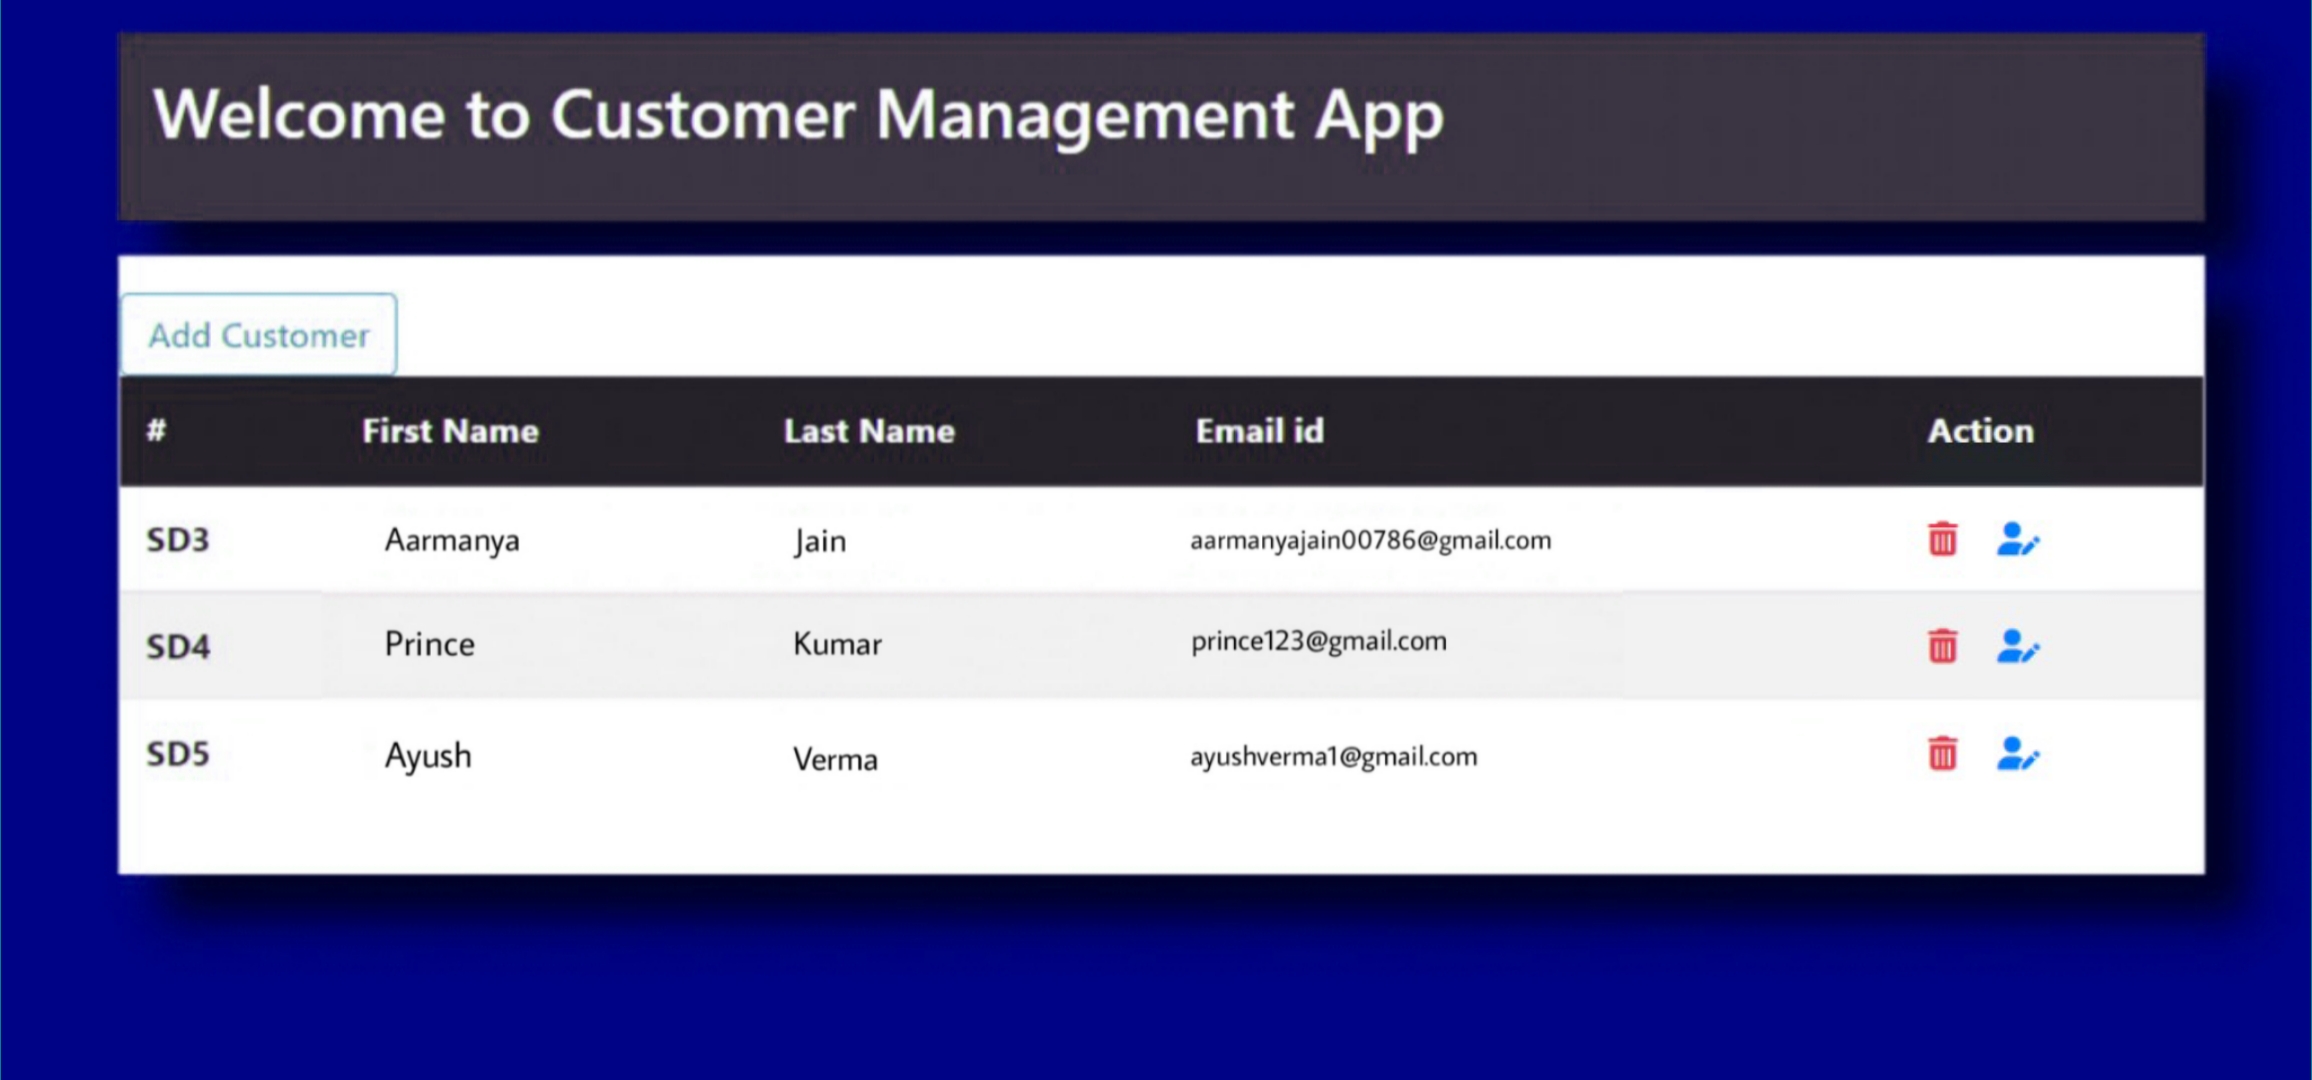 Welcome to Customer Management App
Add Customer
# First Name Last Name Email id Action
SD3 Aarmanya Jain aarmanyajain00786@gmail.com
SD4 Prince Kumar prince123@gmail.com
SD5 Ayush Verma ayushverma1@gmail.com